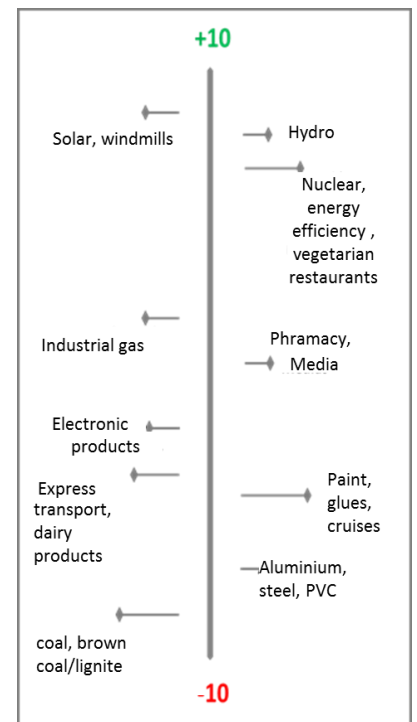 +10
Solar, windmills
Hydro
Nuclear,
energy
efficiency ,
vegetarian
restaurants
Industrial gas
Phramacy,
Media
Electronic
products
Express
transport,
dairy
products
Paint,
glues,
cruises
Aluminium,
steel, PVC
coal, brown
coal/lignite
-10